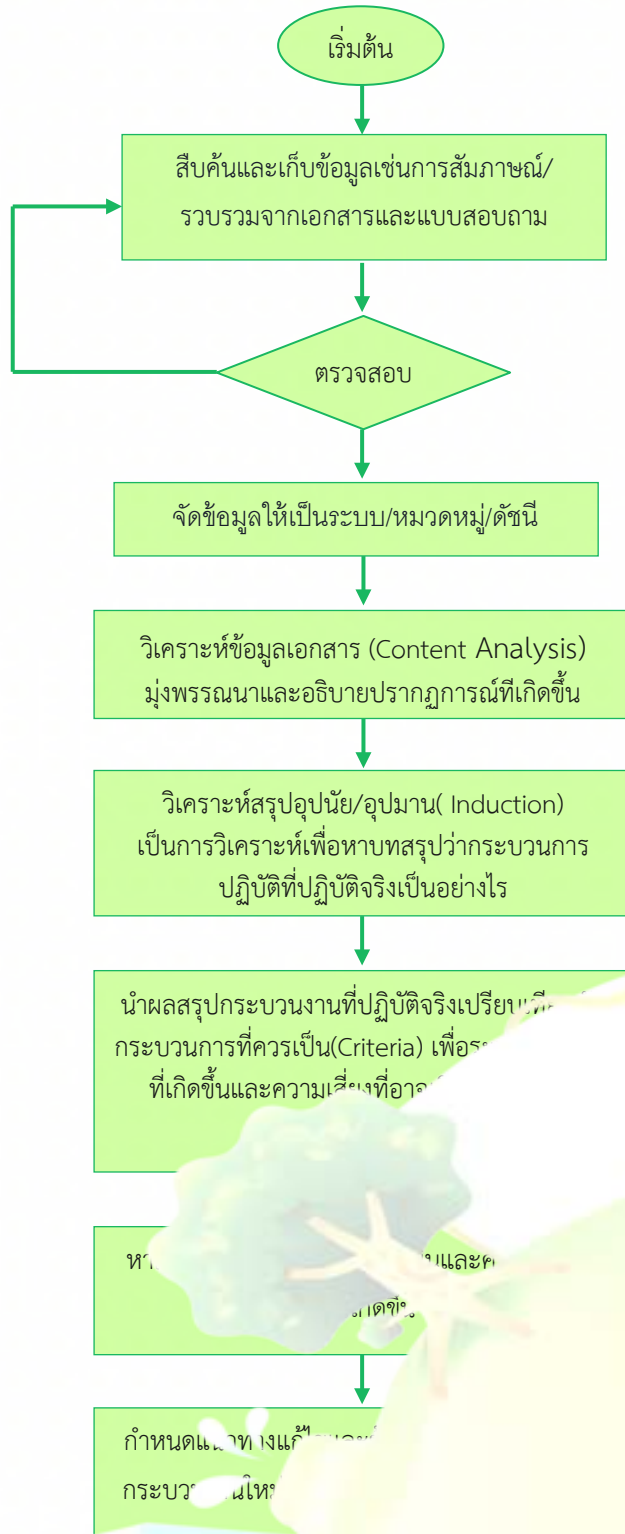 เริ่มต้น
สืบค้นและเก็บข้อมูลเช่นการสัมภาษณ์/
รวบรวมจากเอกสารและแบบสอบถาม
ตรวจสอบ
จัดข้อมูลให้เป็นระบบ/หมวดหมู่/ดัชนี
วิเคราะห์ข้อมูลเอกสาร (Content Analysis)
มุ่งพรรณนาและอธิบายปรากฏการณ์ที่เกิดขึ้น
วิเคราะห์สรุปอุปนัย/อุปมาน( Induction)
เป็นการวิเคราะห์เพื่อหาบทสรุปว่ากระบวนการ
ปฏิบัติที่ปฏิบัติจริงเป็นอย่างไร
นำผลสรุปกระบวนงานที่ปฏิบัติจริงเปรียบ
กระบวนการที่ควรเป็น(Criteria) เพื่อ
ที่เกิดขึ้นและความเสี่ยงที่
และ
เกิดขึ้น
กำหนดแนวทาง